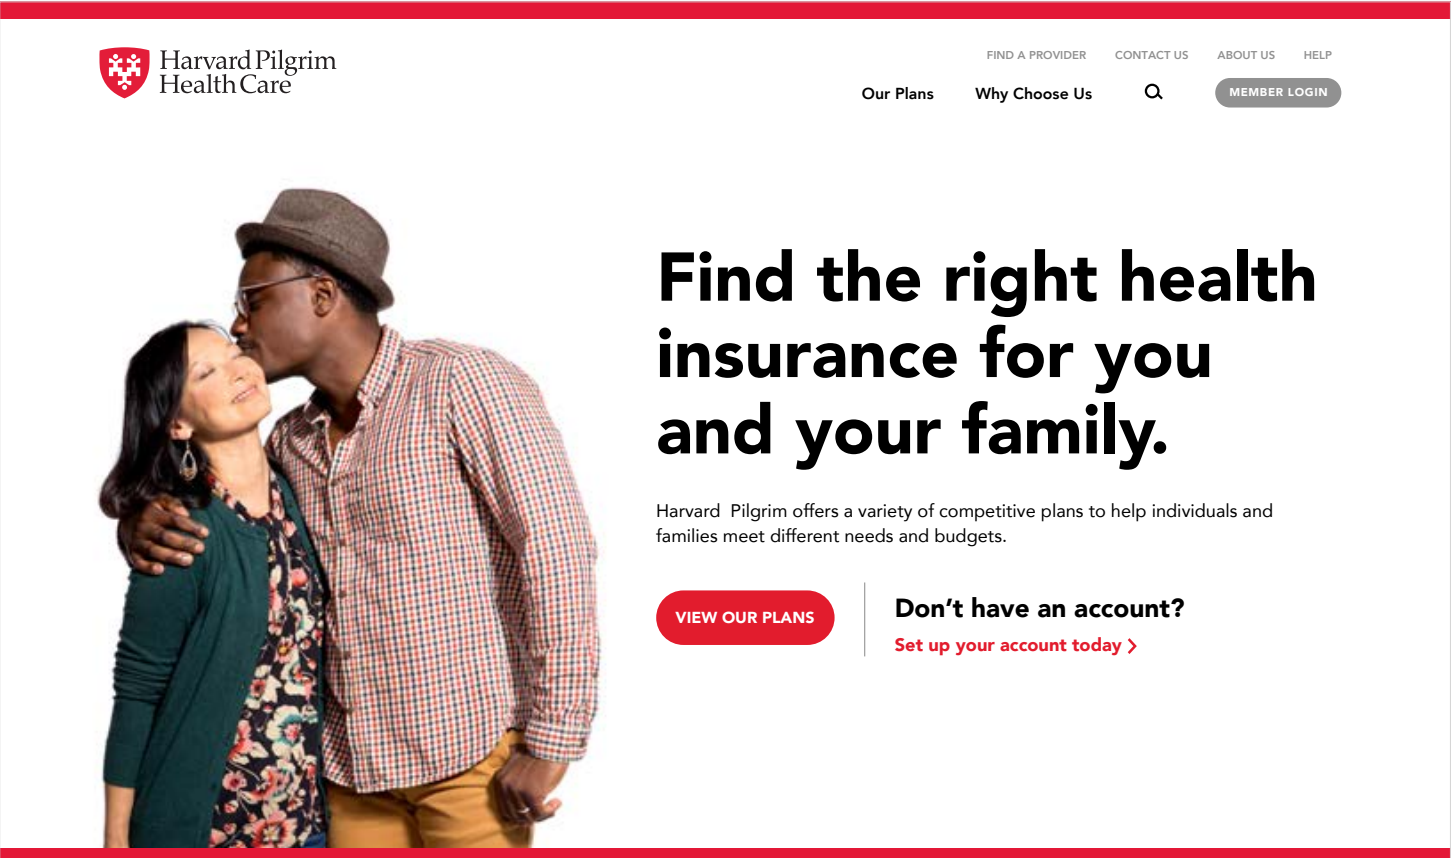 Harvard Pilgrim
Health Care
FIND A PROVIDER CONTACT US ABOUT US HELP
Our Plans Why Choose Us MEMBER LOGIN
Find the right health
insurance for you
and your family.
Harvard Pilgrim offers a variety of competitive plans to help individuals and
families meet different needs and budgets.
VIEW OUR PLANS
Don’t have an account?
Set up your account today